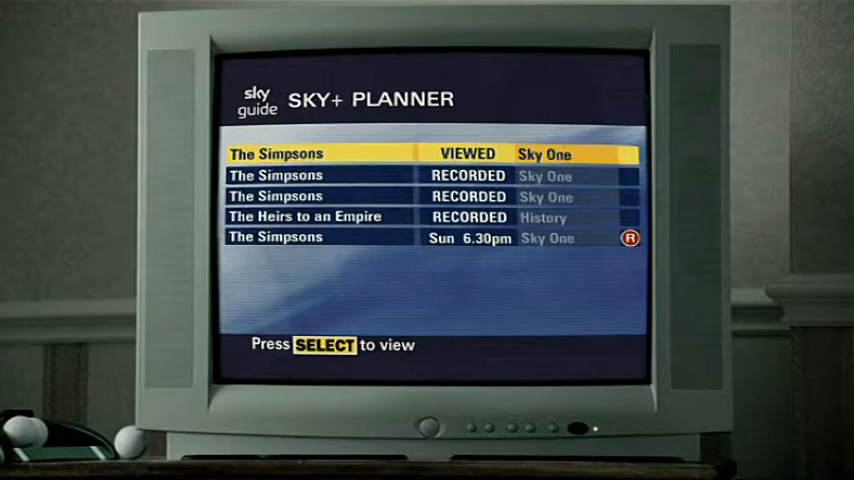 sky
guide
SKY+ PLANNER
The Simpsons VIEWED Sky One
The Simpsons RECORDED Sky One
The Simpsons RECORDED Sky One
The Heirs to an Empire RECORDED History
The Simpsons Sun 6.30pm Sky One R
Press SELECT to view